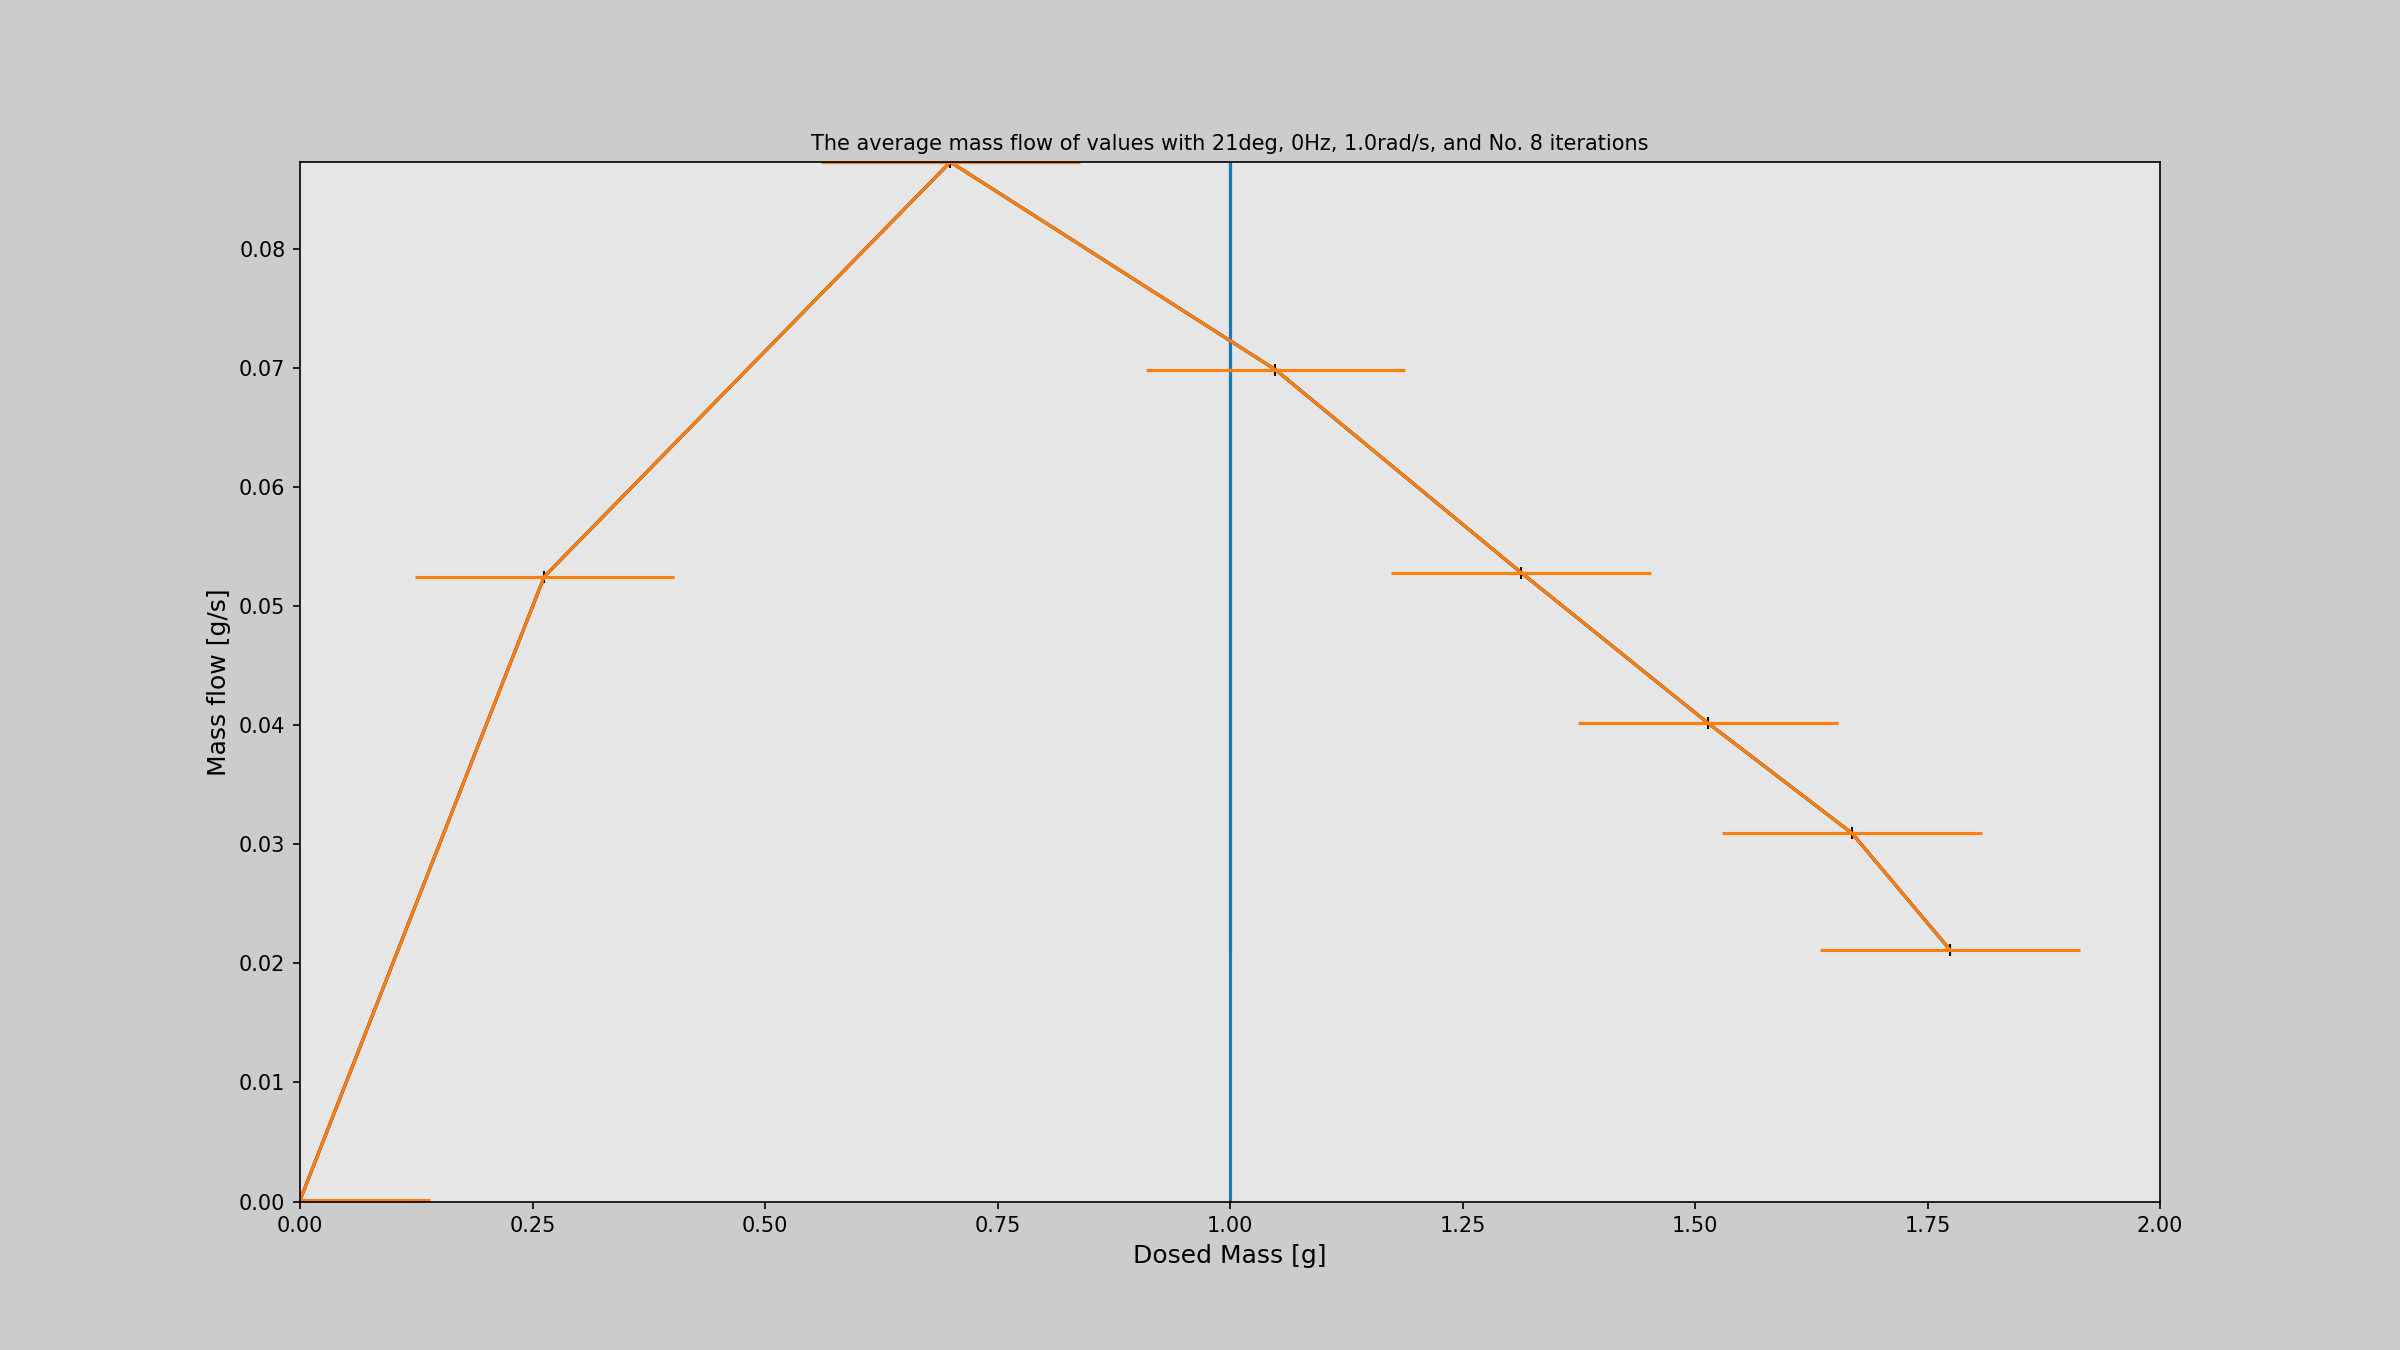 The average mass flow of values with 21deg, 0Hz, 1.0rad/s, and No. 8 iterations
Mass flow [g/s]
0.08
0.07
0.06
0.05
0.04
0.03
0.02
0.01
0.00
0.00 0.25 0.50 0.75 1.00 1.25 1.50 1.75 2.00
Dosed Mass [g]